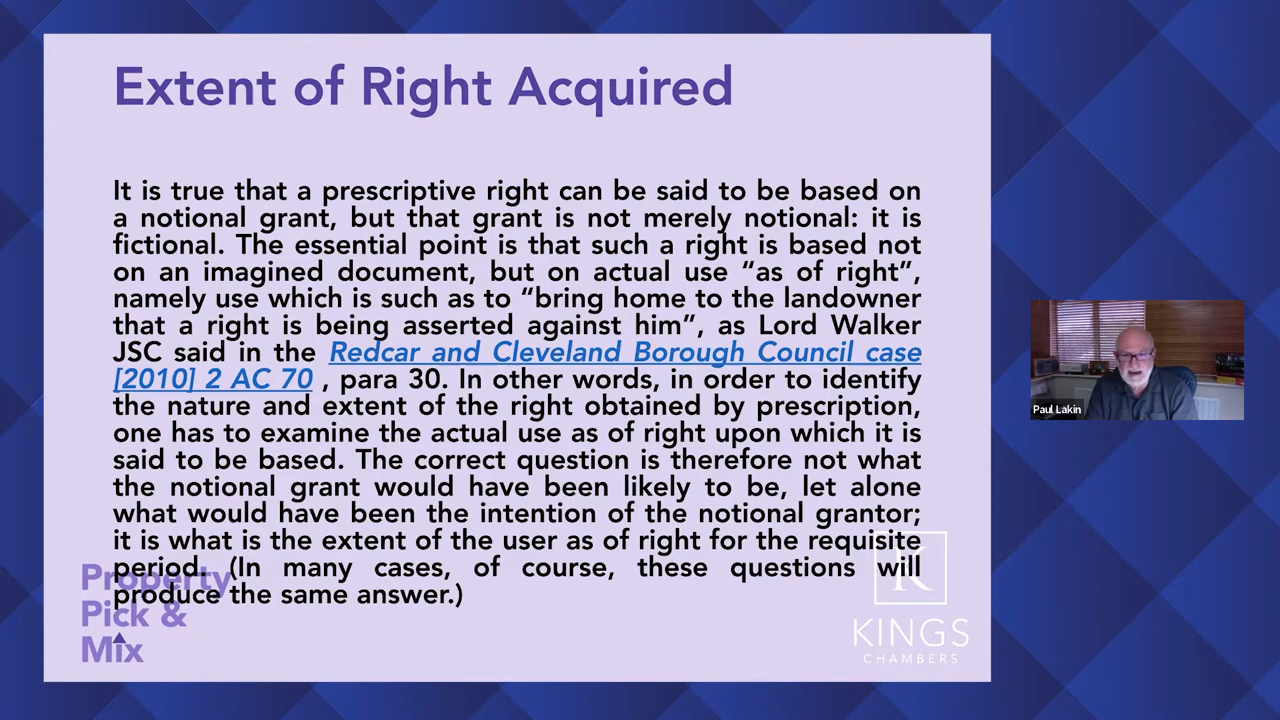 Extent of Right Acquired
It is true that a prescriptive right can be said to be based on
a notional grant, but that grant is not merely notional: it is
fictional. The essential point is that such a right is based not
on an imagined document, but on actual use “as of right”,
namely use which is such as to “bring home to the landowner
that a right is being asserted against him”, as Lord Walker
JSC said in the Redcar and Cleveland Borough Council case
[2010] 2 AC 70 , para 30. In other words, in order to identify
the nature and extent of the right obtained by prescription,
one has to examine the actual use as of right upon which it is
said to be based. The correct question is therefore not what
the notional grant would have been likely to be, let alone
what would have been the intention of the notional grantor;
it is what is the extent of the user as of right for the requisite
period. (In many cases, of course, these questions will
produce the same answer.)
Property
Pick &
Mix
K
KINGS
CHAMBERS
Paul Lakin